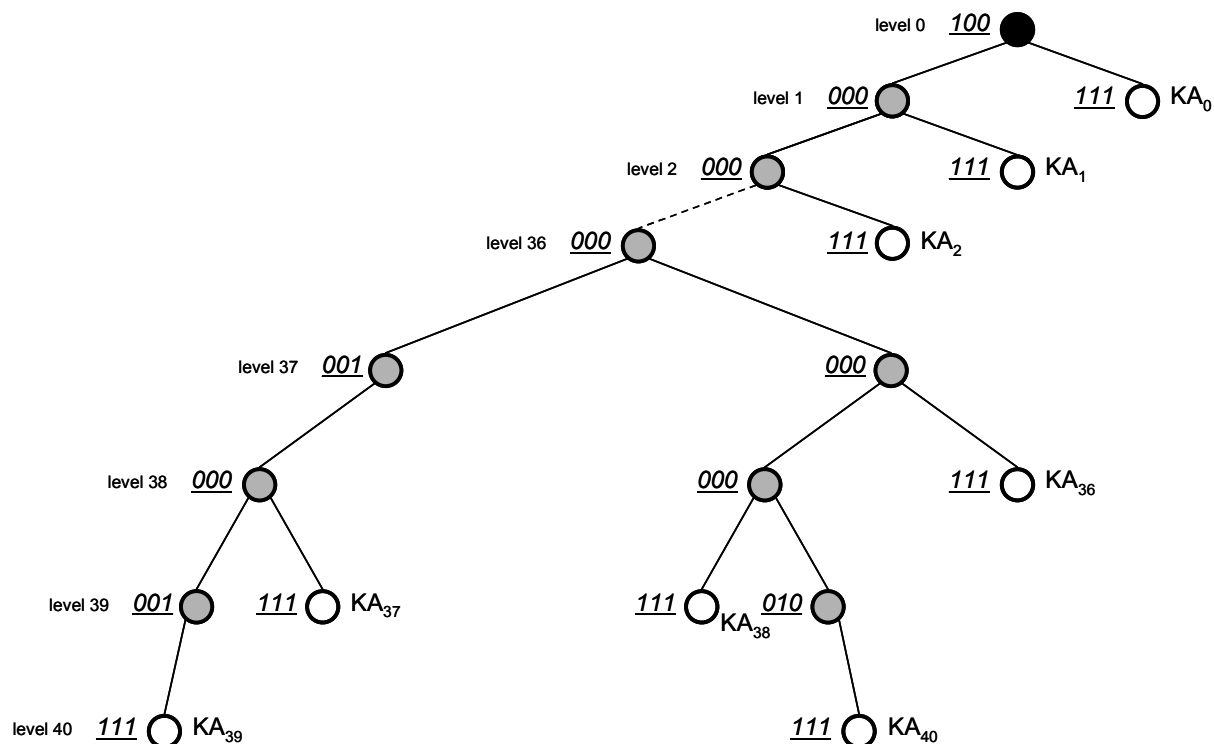 level 0 100
level 1 000 111 KA₀
level 2 000 111 KA₁
level 36 000 111 KA₂
level 37 001 000
level 38 000 000 111 KA₃₆
level 39 001 111 KA₃₇ 111 KA₃₈ 010
level 40 111 KA₃₉ 111 KA₄₀